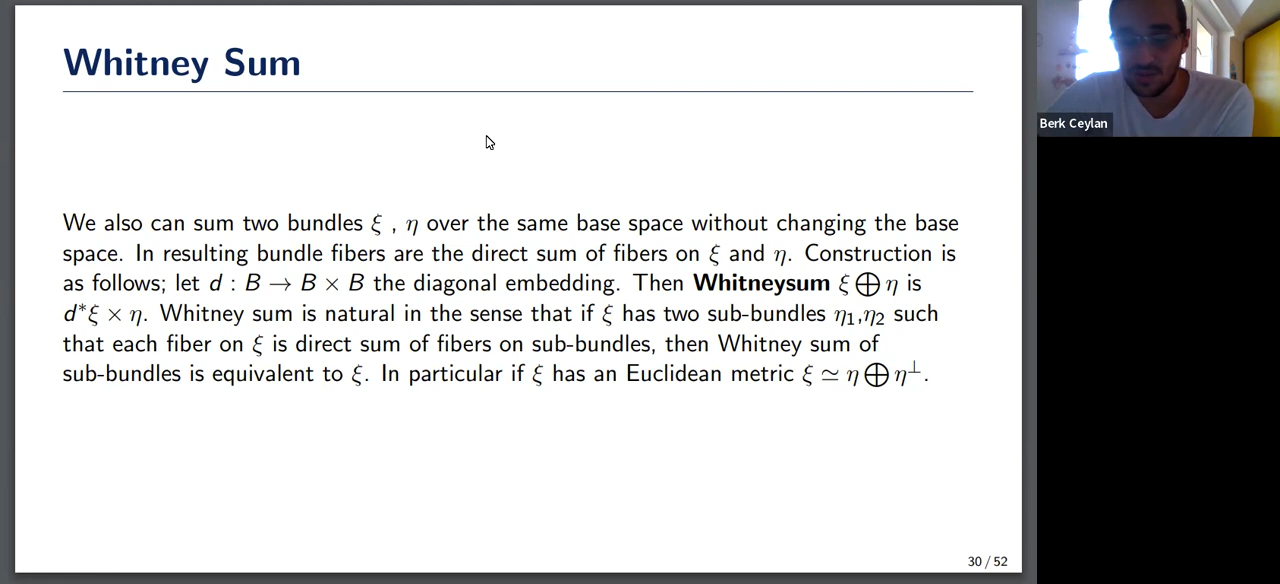 Whitney Sum
We also can sum two bundles ξ , η over the same base space without changing the base
space. In resulting bundle fibers are the direct sum of fibers on ξ and η. Construction is
as follows; let d : B → B × B the diagonal embedding. Then Whitneysum ξ ⨁ η is
d*ξ × η. Whitney sum is natural in the sense that if ξ has two sub-bundles η₁,η₂ such
that each fiber on ξ is direct sum of fibers on sub-bundles, then Whitney sum of
sub-bundles is equivalent to ξ. In particular if ξ has an Euclidean metric ξ ≃ η ⨁ η⊥.
30 / 52
Berk Ceylan